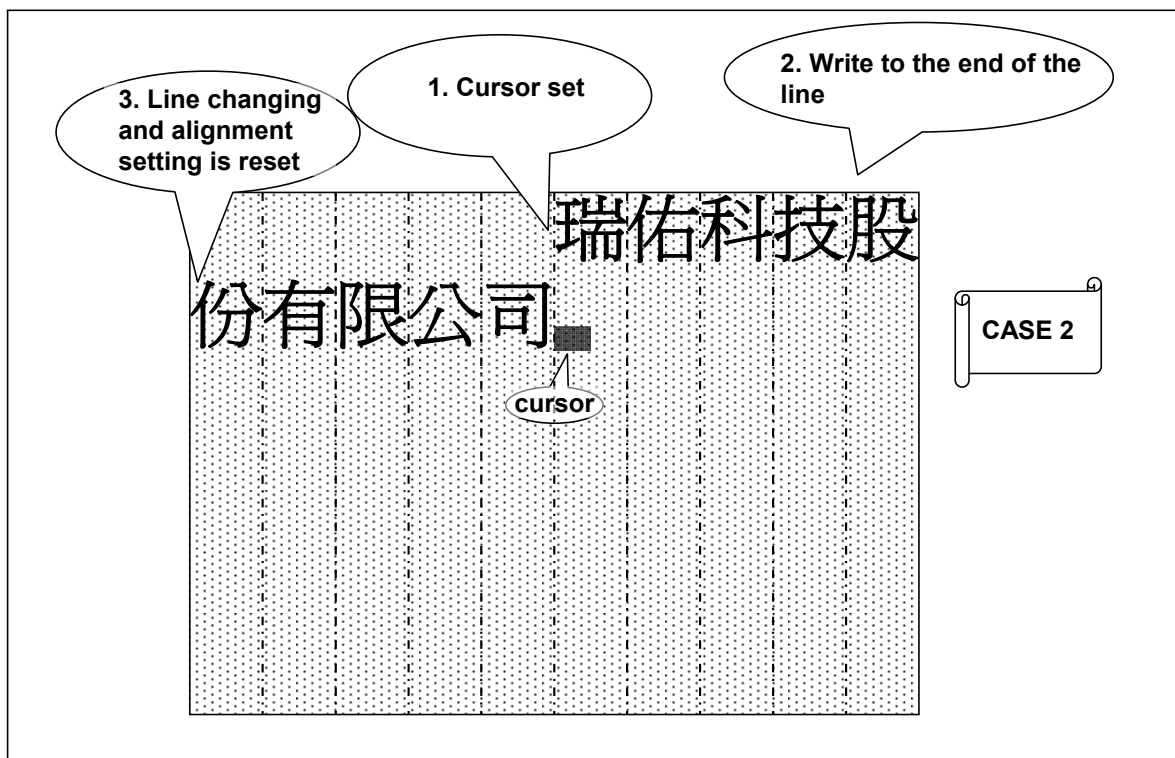 3. Line changing
and alignment
setting is reset
1. Cursor set
2. Write to the end of the
line
瑞佑科技股
份有限公司
cursor
CASE 2